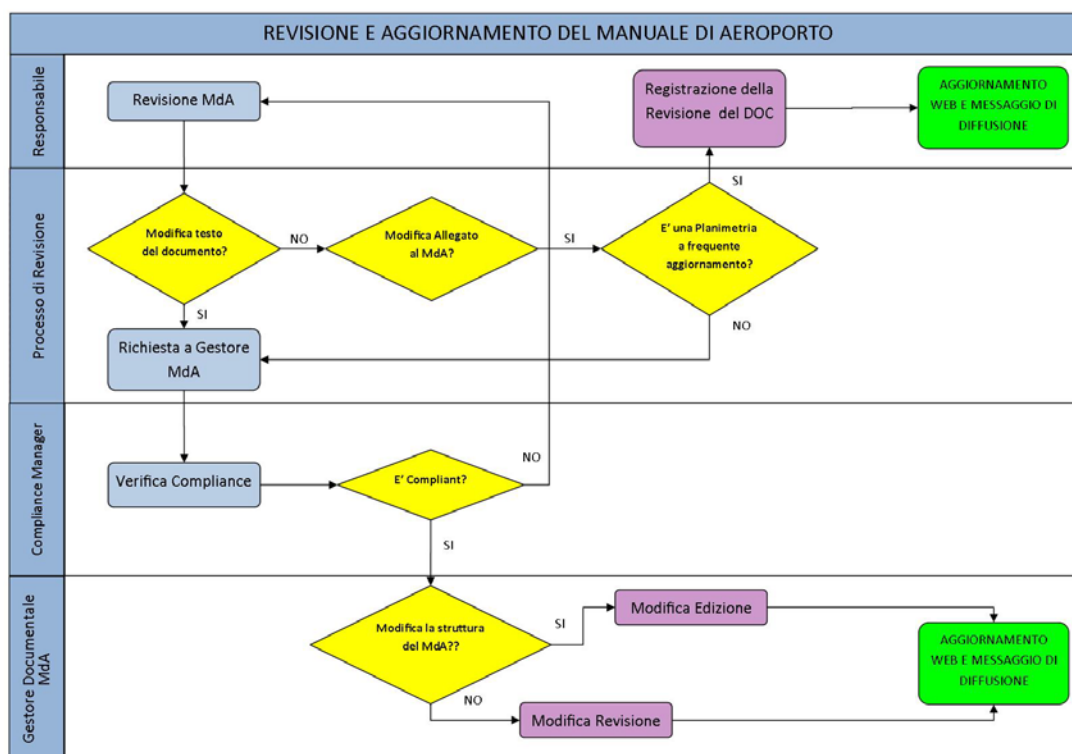 REVISIONE E AGGIORNAMENTO DEL MANUALE DI AEROPORTO
Responsabile
Revisione MdA
Registrazione della
Revisione del DOC
AGGIORNAMENTO
WEB E MESSAGGIO DI
DIFFUSIONE
Processo di Revisione
SI
Modifica testo
del documento?
NO
Modifica Allegato
al MdA?
SI
E' una Planimetria
a frequente
aggiornamento?
SI
NO
Richiesta a Gestore
MdA
Compliance Manager
Verifica Compliance
E' Compliant?
NO
SI
Gestore Documentale
MdA
Modifica la struttura
del MdA??
SI
Modifica Edizione
NO
Modifica Revisione
AGGIORNAMENTO
WEB E MESSAGGIO DI
DIFFUSIONE